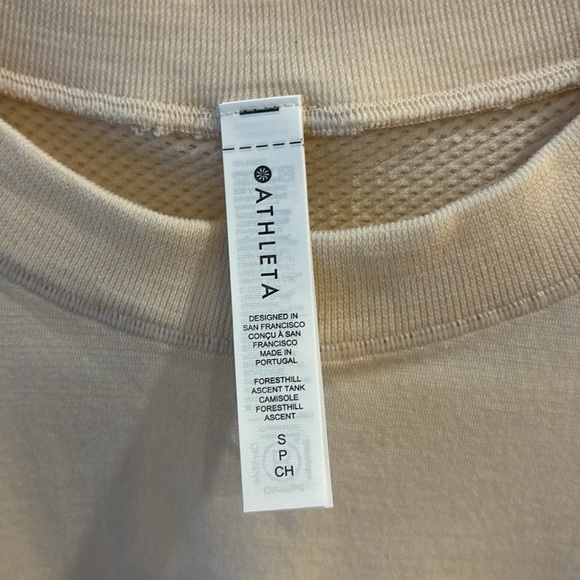 ATHLETA
DESIGNED IN
SAN FRANCISCO
CONÇU À SAN
FRANCISCO
MADE IN
PORTUGAL
FORESTHILL
ASCENT TANK
CAMISOLE
FORESTHILL
ASCENT
S
P
CH